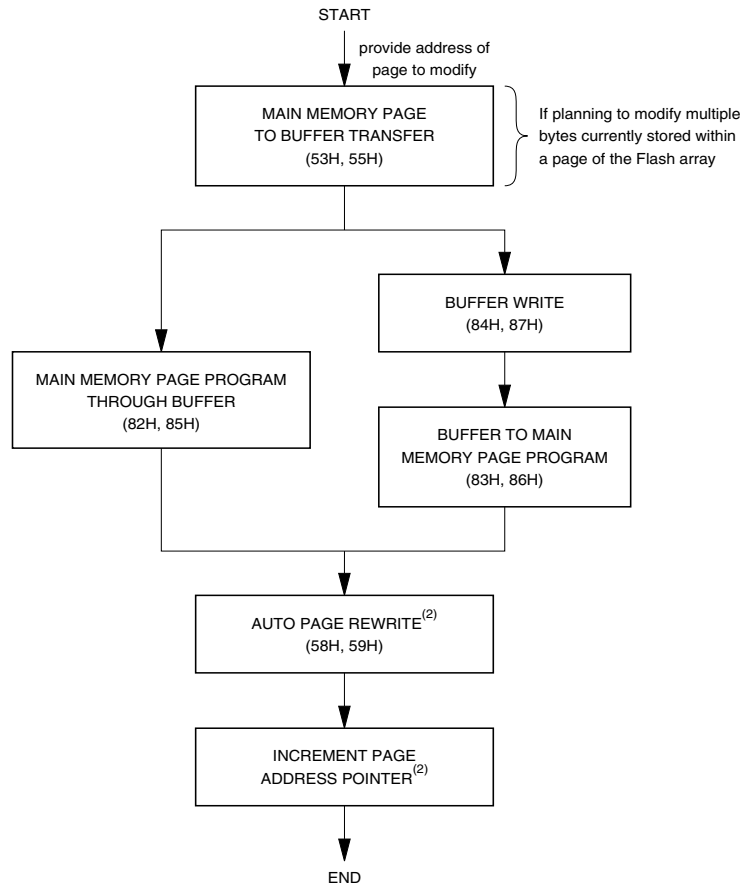 START
provide address of
page to modify
MAIN MEMORY PAGE
TO BUFFER TRANSFER
(53H, 55H)
If planning to modify multiple
bytes currently stored within
a page of the Flash array
BUFFER WRITE
(84H, 87H)
MAIN MEMORY PAGE PROGRAM
THROUGH BUFFER
(82H, 85H)
BUFFER TO MAIN
MEMORY PAGE PROGRAM
(83H, 86H)
AUTO PAGE REWRITE(2)
(58H, 59H)
INCREMENT PAGE
ADDRESS POINTER(2)
END